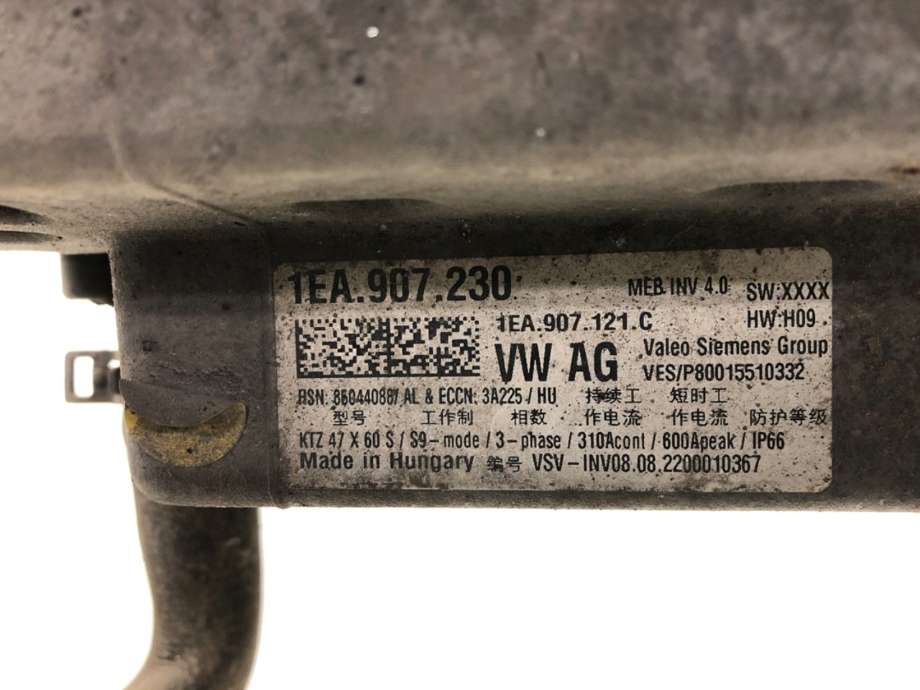 1EA.907.230 MEB INV 4.0 SW:XXXX
1EA.907.121.C HW:H09
VW AG Valeo Siemens Group
VES/P80015510332
AL & ECCN: 3A225 / HU 持续工 短时工
型号 工作制 相数 作电流 作电流 防护等级
KTZ 47 X 60 S / S9-mode / 3-phase / 310Acont / 600Apeak / IP66
Made in Hungary 编号 VSV-INV08.08.2200010367